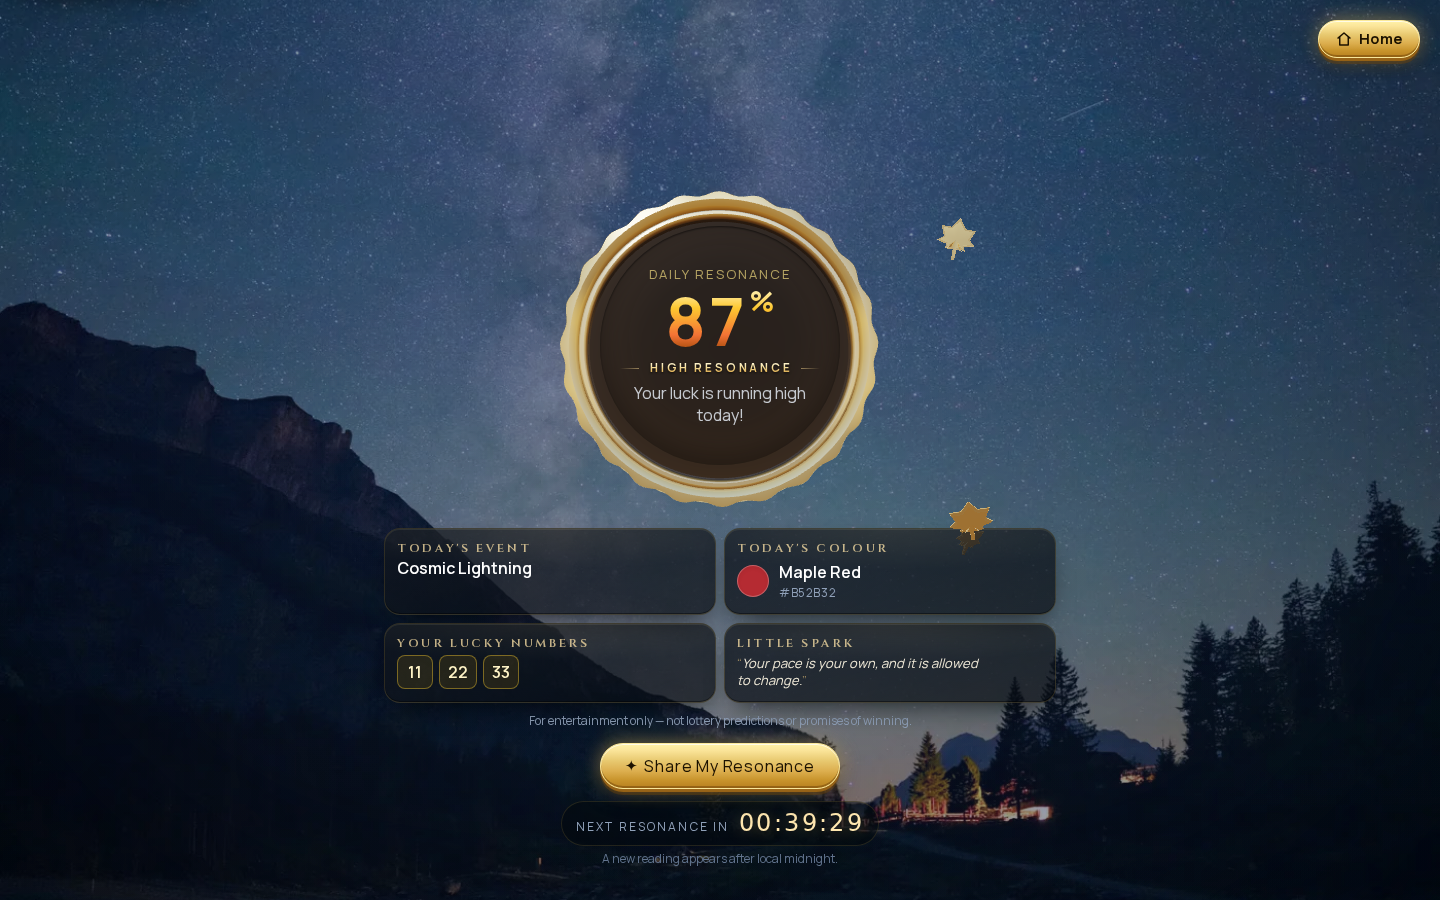 Home
DAILY RESONANCE
87%
HIGH RESONANCE
Your luck is running high
today!
TODAY'S EVENT
Cosmic Lightning
TODAY'S COLOUR
Maple Red
#B52B32
YOUR LUCKY NUMBERS
11 22 33
LITTLE SPARK
"Your pace is your own, and it is allowed
to change."
For entertainment only — not lottery predictions or promises of winning.
✦ Share My Resonance
NEXT RESONANCE IN 00:39:29
A new reading appears after local midnight.